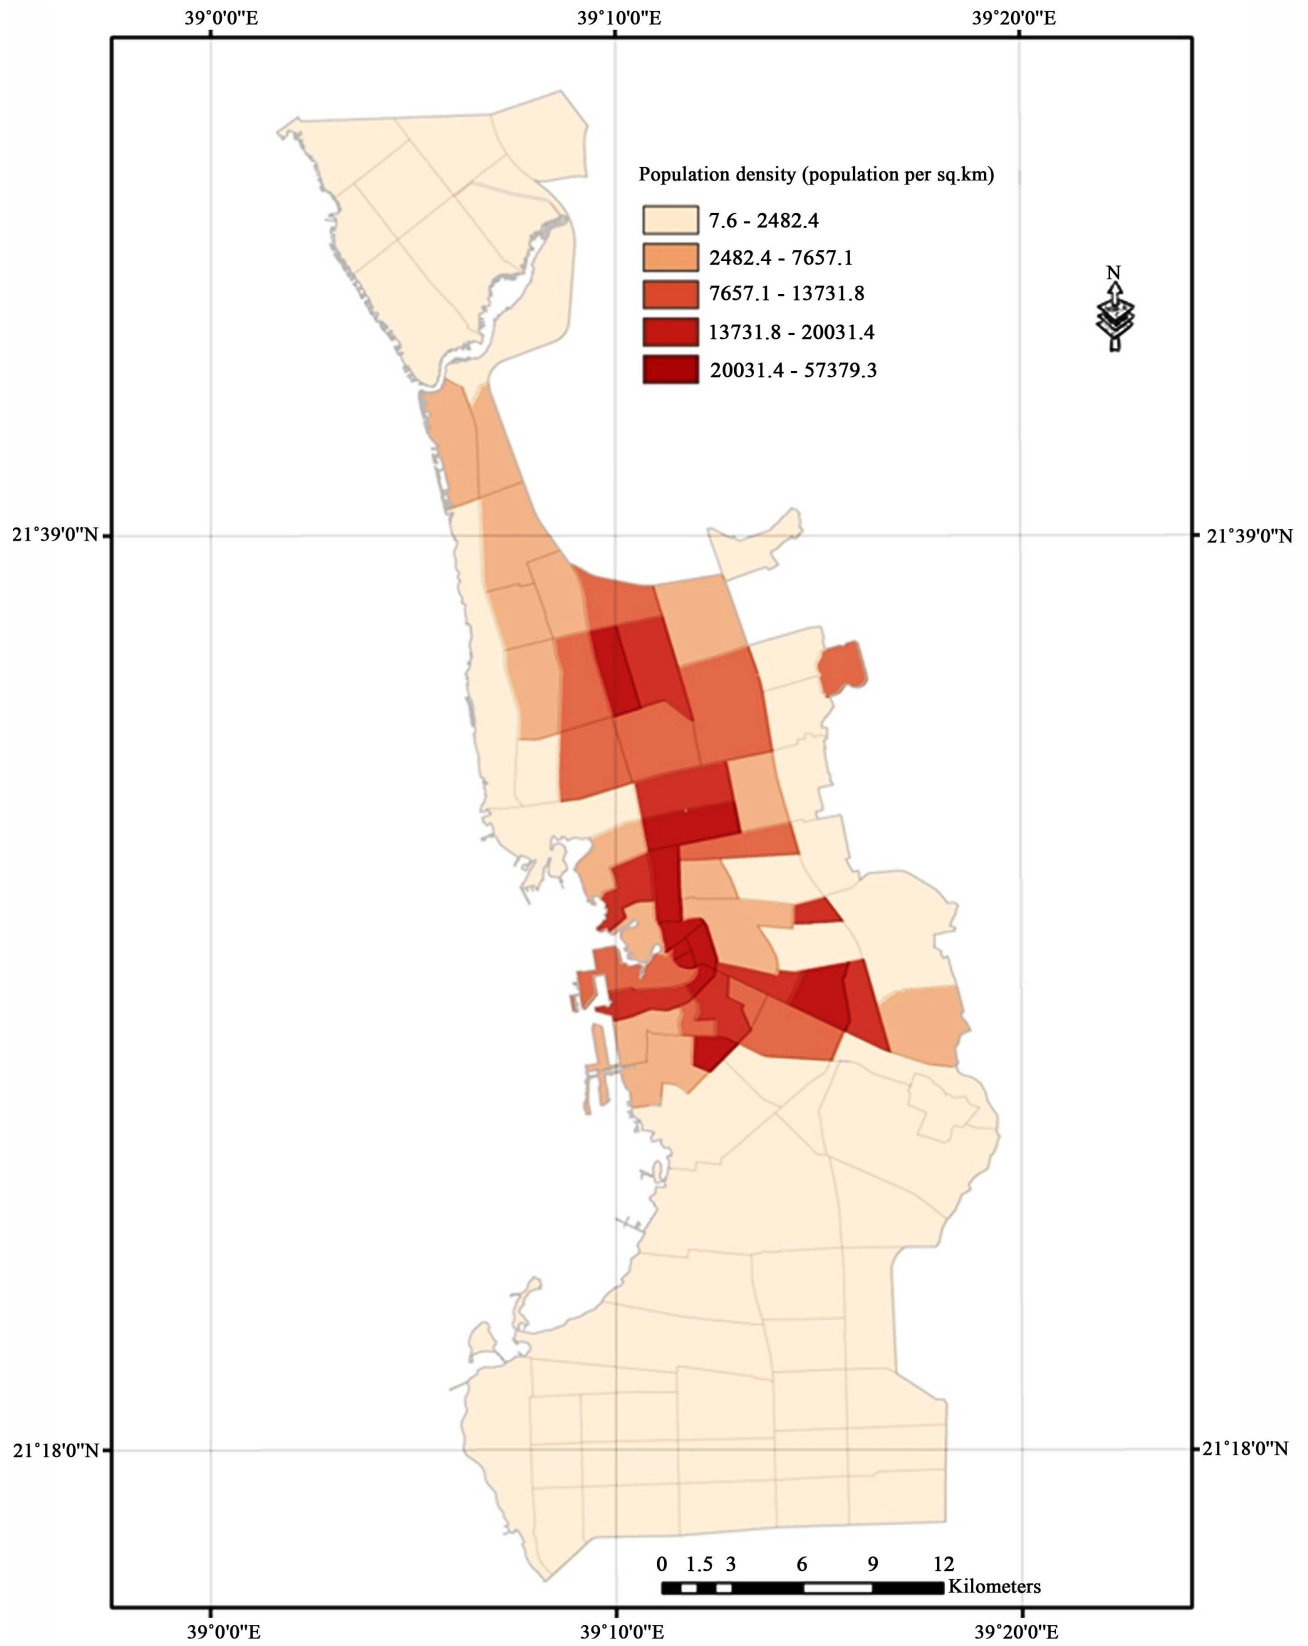 39°0'0"E 39°10'0"E 39°20'0"E
Population density (population per sq.km)
7.6 - 2482.4
2482.4 - 7657.1
7657.1 - 13731.8
13731.8 - 20031.4
20031.4 - 57379.3
N
21°39'0"N 21°39'0"N
21°18'0"N 21°18'0"N
0 1.5 3 6 9 12
Kilometers
39°0'0"E 39°10'0"E 39°20'0"E